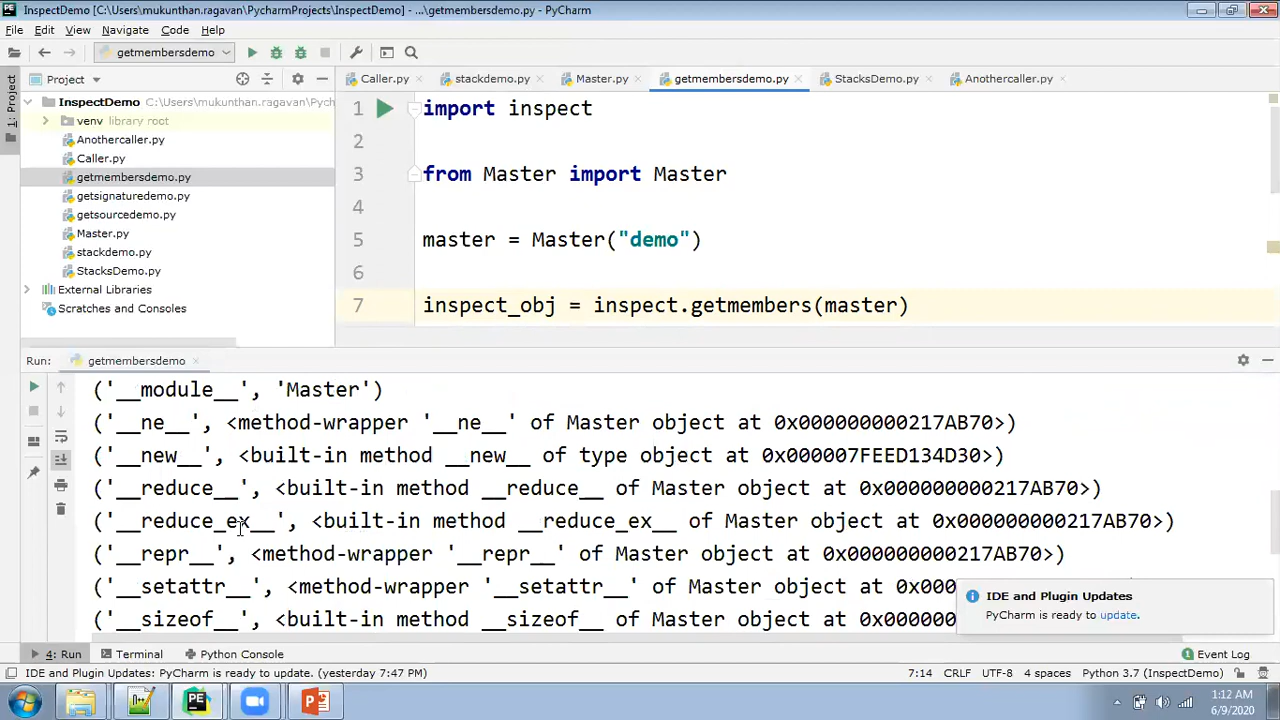 InspectDemo [C:\Users\mukunthan.ragavan\PycharmProjects\InspectDemo] - ...\getmembersdemo.py - PyCharm
File Edit View Navigate Code Help
getmembersdemo
Project
Caller.py
stackdemo.py
Master.py
getmembersdemo.py
StacksDemo.py
Anothercaller.py
1: Project
InspectDemo C:\Users\mukunthan.ragavan\Pych
venv library root
Anothercaller.py
Caller.py
getmembersdemo.py
getsignaturedemo.py
getsourcedemo.py
Master.py
stackdemo.py
StacksDemo.py
External Libraries
Scratches and Consoles
1 import inspect
2
3 from Master import Master
4
5 master = Master("demo")
6
7 inspect_obj = inspect.getmembers(master)
Run: getmembersdemo
('__module__', 'Master')
('__ne__', <method-wrapper '__ne__' of Master object at 0x000000000217AB70>)
('__new__', <built-in method __new__ of type object at 0x000007FEED134D30>)
('__reduce__', <built-in method __reduce__ of Master object at 0x000000000217AB70>)
('__reduce_ex__', <built-in method __reduce_ex__ of Master object at 0x000000000217AB70>)
('__repr__', <method-wrapper '__repr__' of Master object at 0x000000000217AB70>)
('__setattr__', <method-wrapper '__setattr__' of Master object at 0x000
('__sizeof__', <built-in method __sizeof__ of Master object at 0x000000
IDE and Plugin Updates
PyCharm is ready to update.
4: Run Terminal Python Console Event Log
IDE and Plugin Updates: PyCharm is ready to update. (yesterday 7:47 PM) 7:14 CRLF UTF-8 4 spaces Python 3.7 (InspectDemo)
1:12 AM
6/9/2020